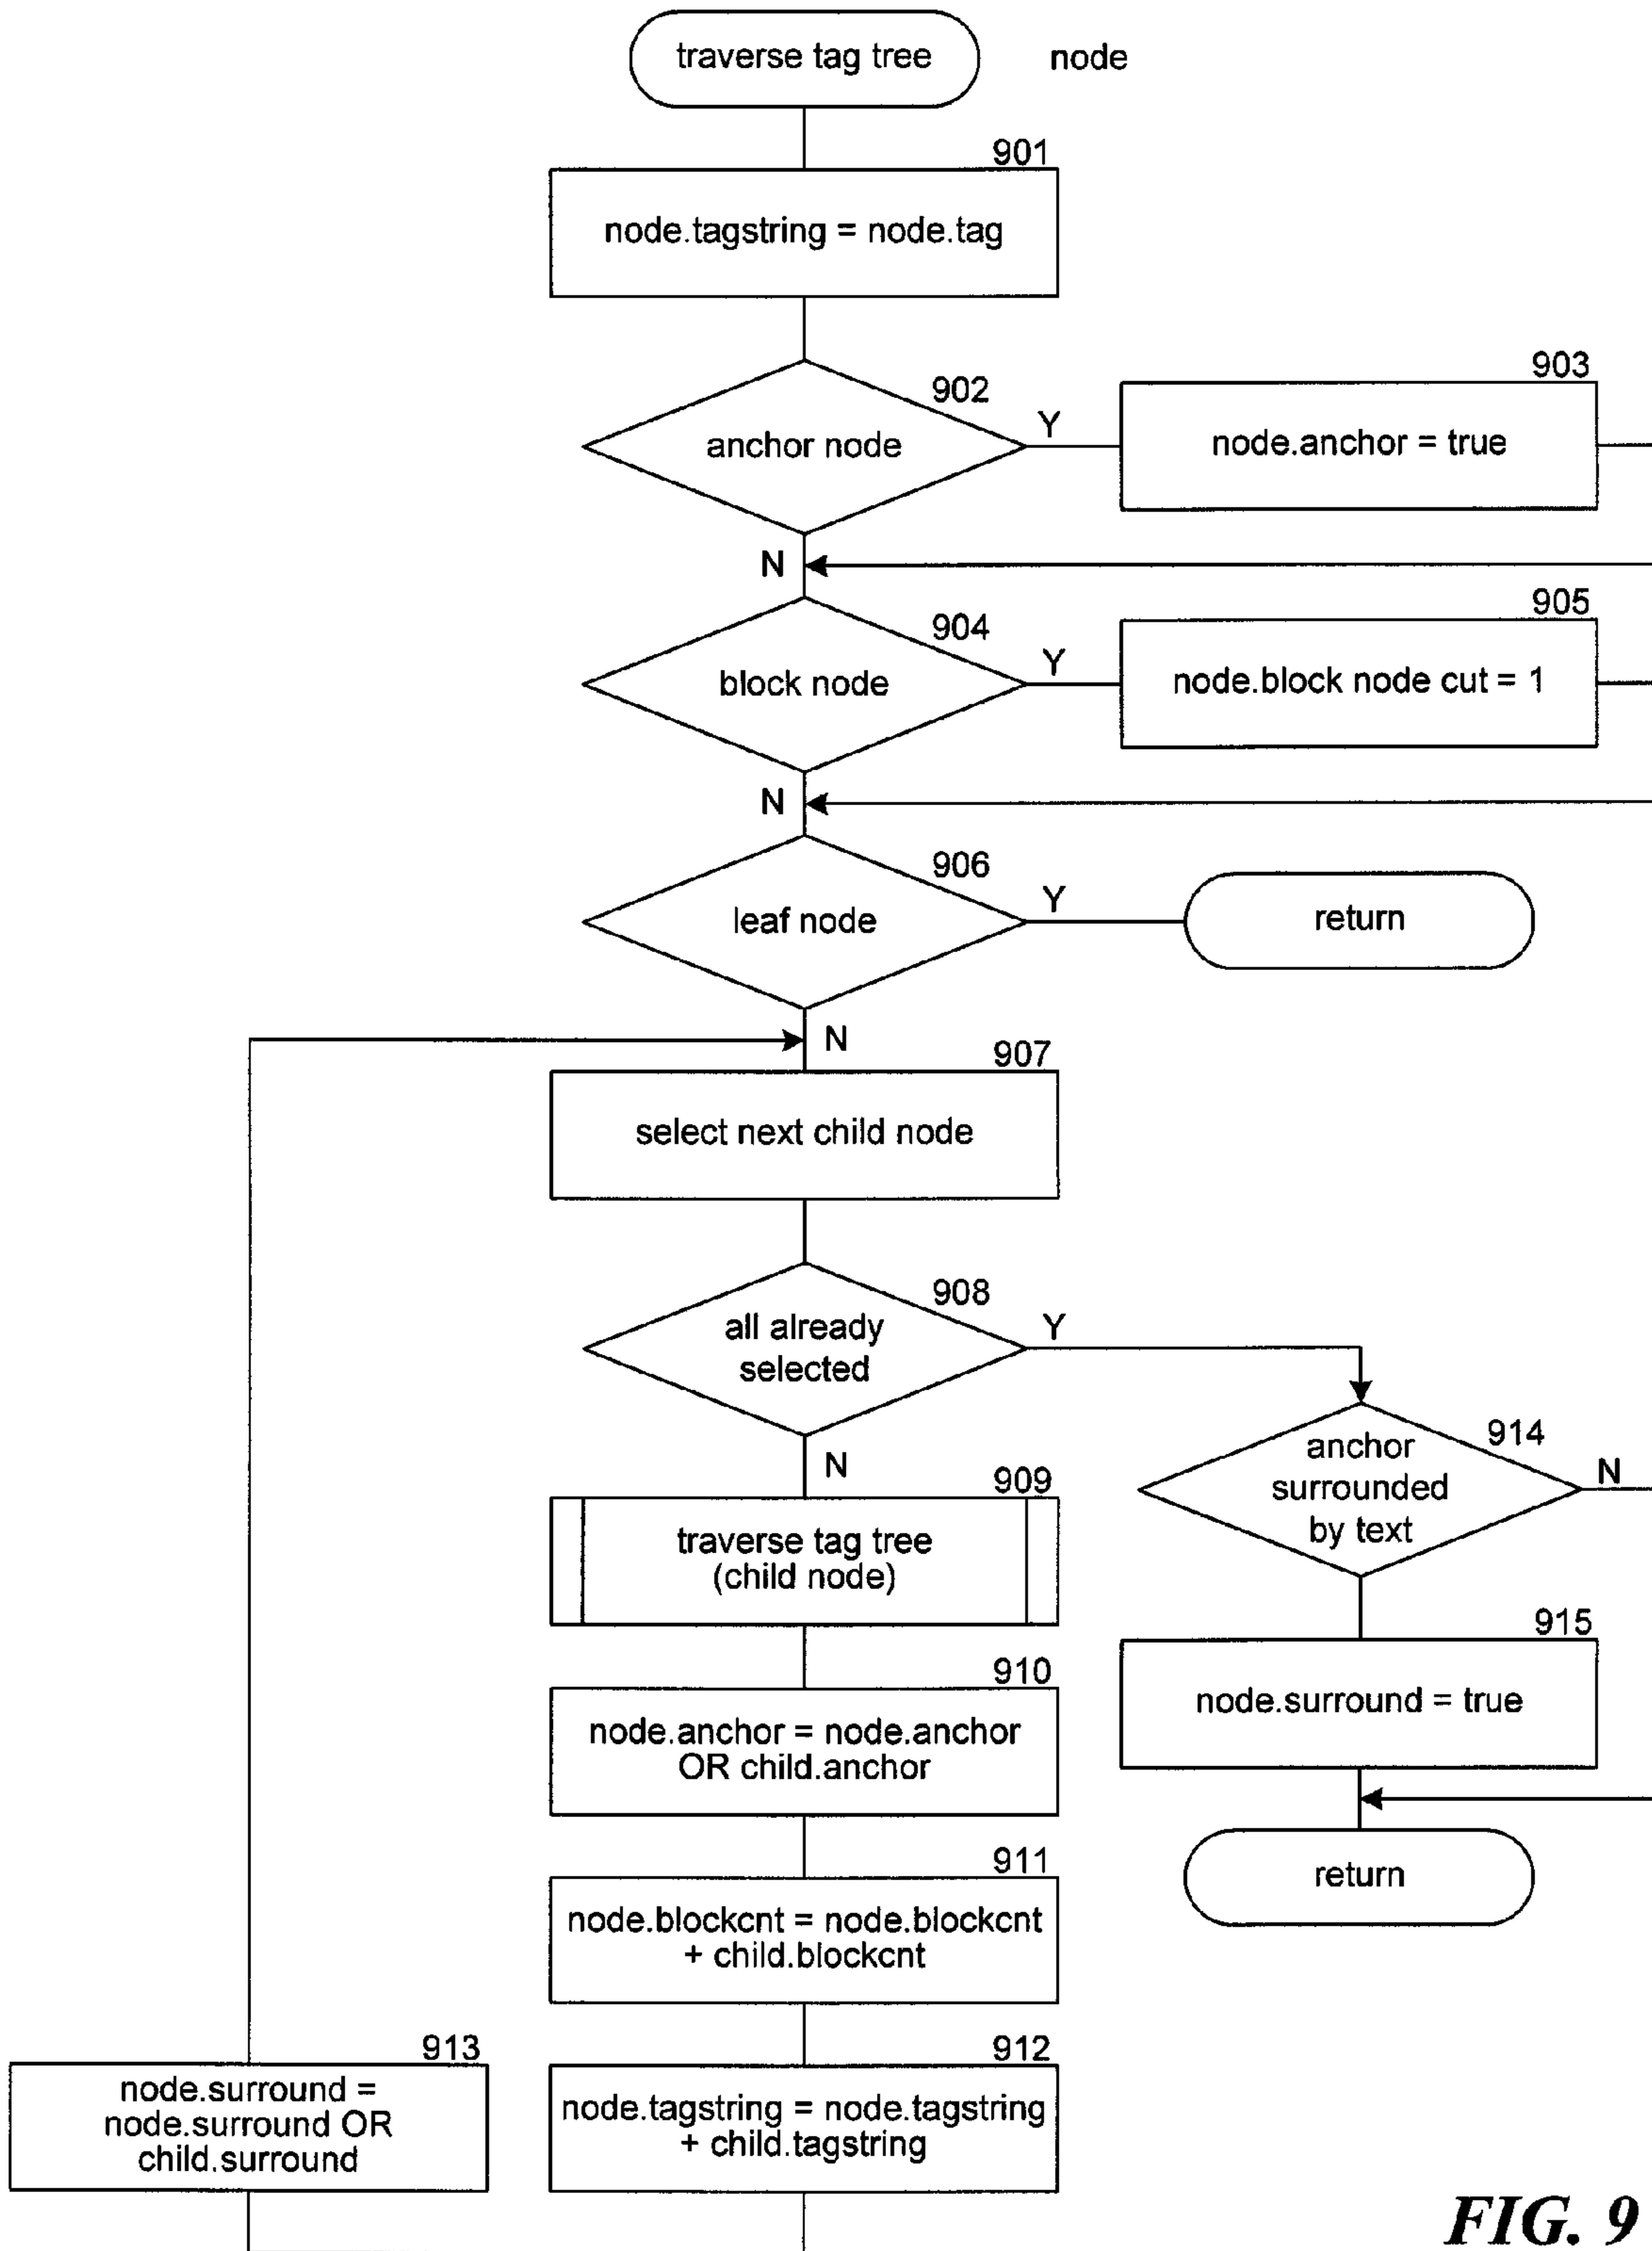 traverse tag tree
node
901
node.tagstring = node.tag
902
anchor node
Y
903
node.anchor = true
N
904
block node
Y
905
node.block node cut = 1
N
906
leaf node
Y
return
N
907
select next child node
908
all already
selected
Y
N
914
anchor
surrounded
by text
N
909
traverse tag tree
(child node)
915
node.surround = true
910
node.anchor = node.anchor
OR child.anchor
return
911
node.blockcnt = node.blockcnt
+ child.blockcnt
913
node.surround =
node.surround OR
child.surround
912
node.tagstring = node.tagstring
+ child.tagstring
FIG. 9